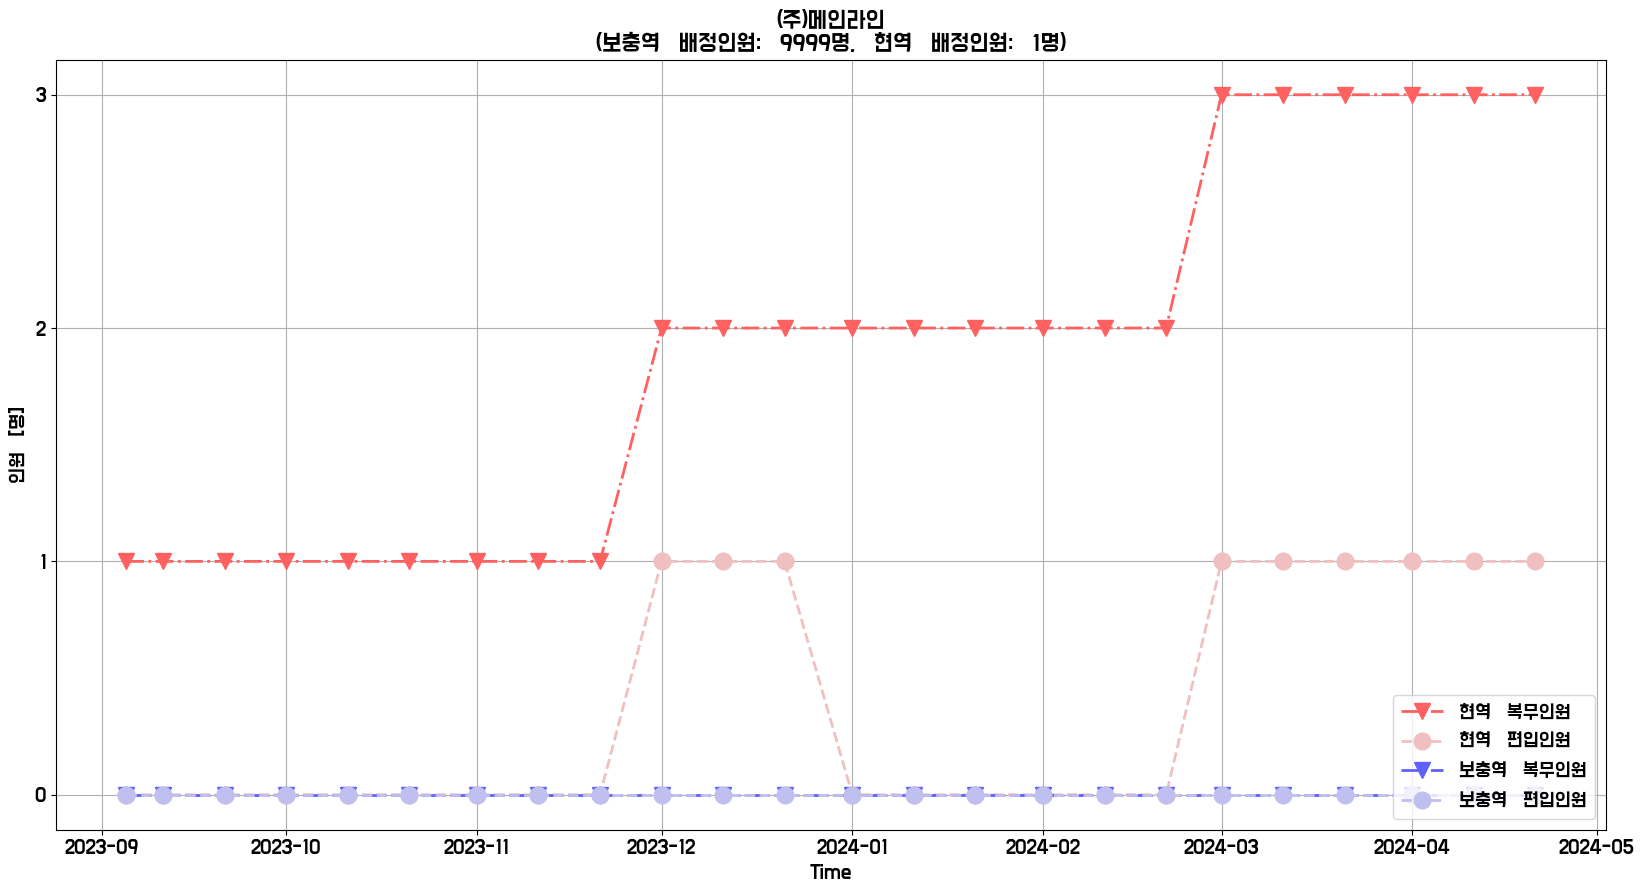 (주)메인라인
(보충역 배정인원: 9999명, 현역 배정인원: 1명)
인원 [명]
3
2
1
0
2023-09 2023-10 2023-11 2023-12 2024-01 2024-02 2024-03 2024-04 2024-05
Time
현역 복무인원
현역 편입인원
보충역 복무인원
보충역 편입인원